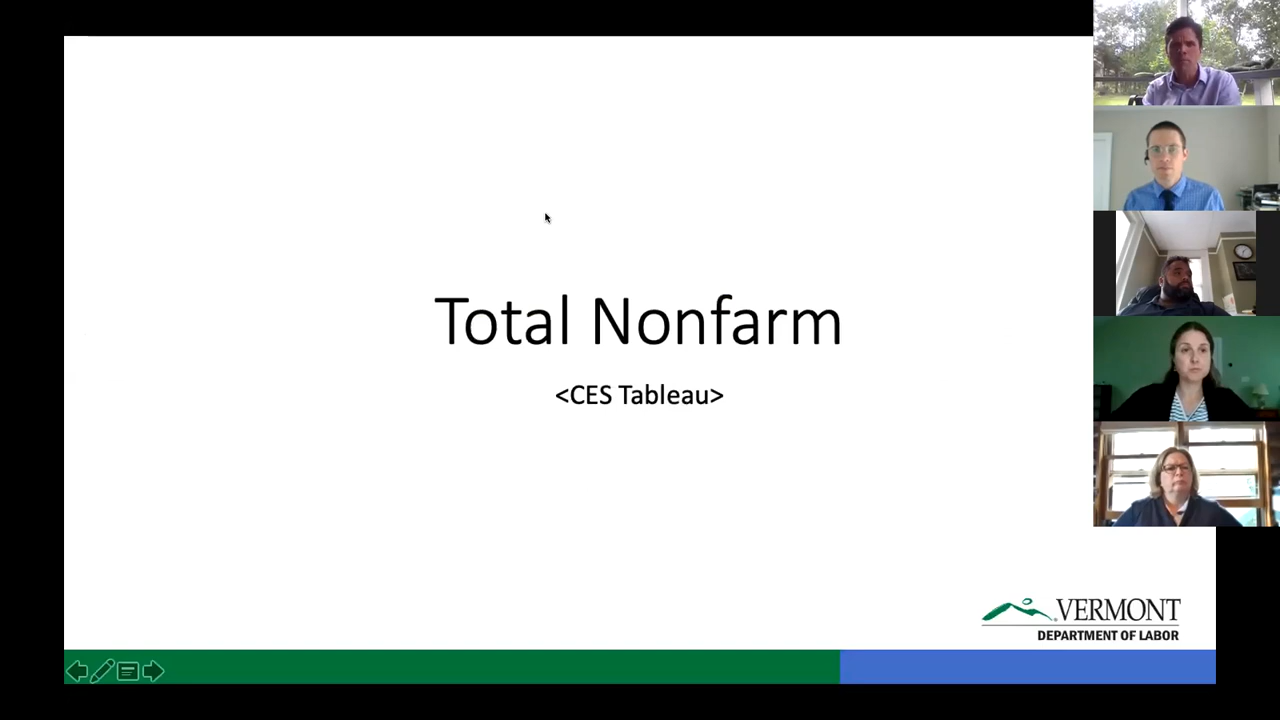 Total Nonfarm
<CES Tableau>
VERMONT
DEPARTMENT OF LABOR